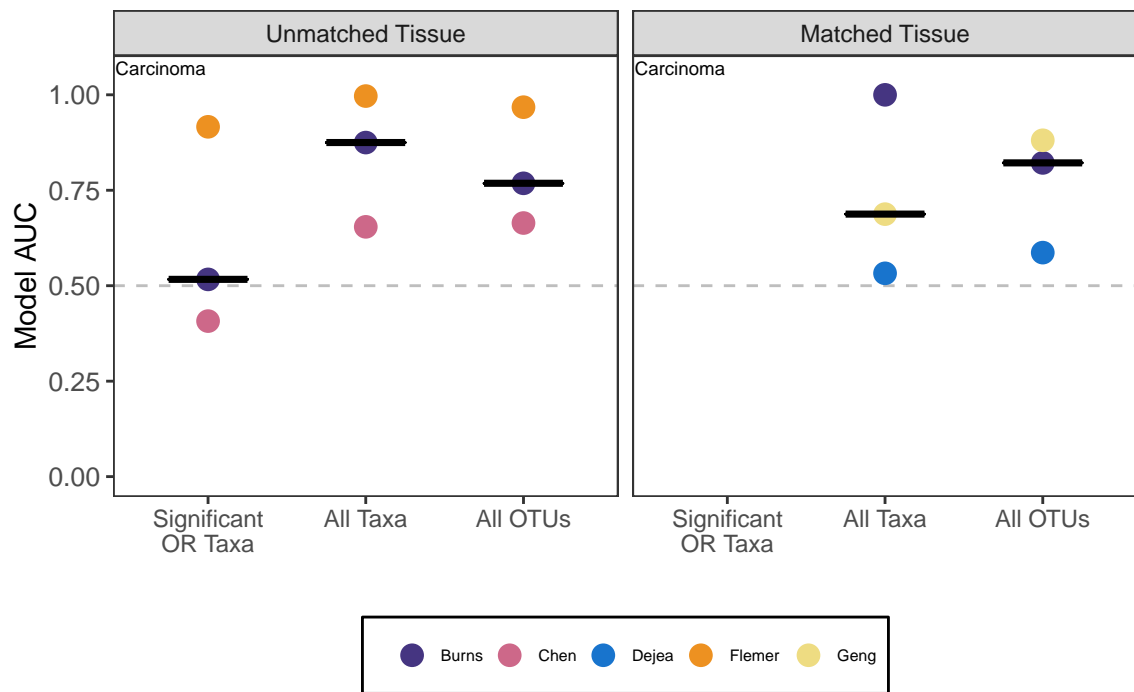 Unmatched Tissue
Matched Tissue
Carcinoma
Carcinoma
Model AUC
1.00
0.75
0.50
0.25
0.00
Significant
OR Taxa
All Taxa
All OTUs
Significant
OR Taxa
All Taxa
All OTUs
Burns
Chen
Dejea
Flemer
Geng